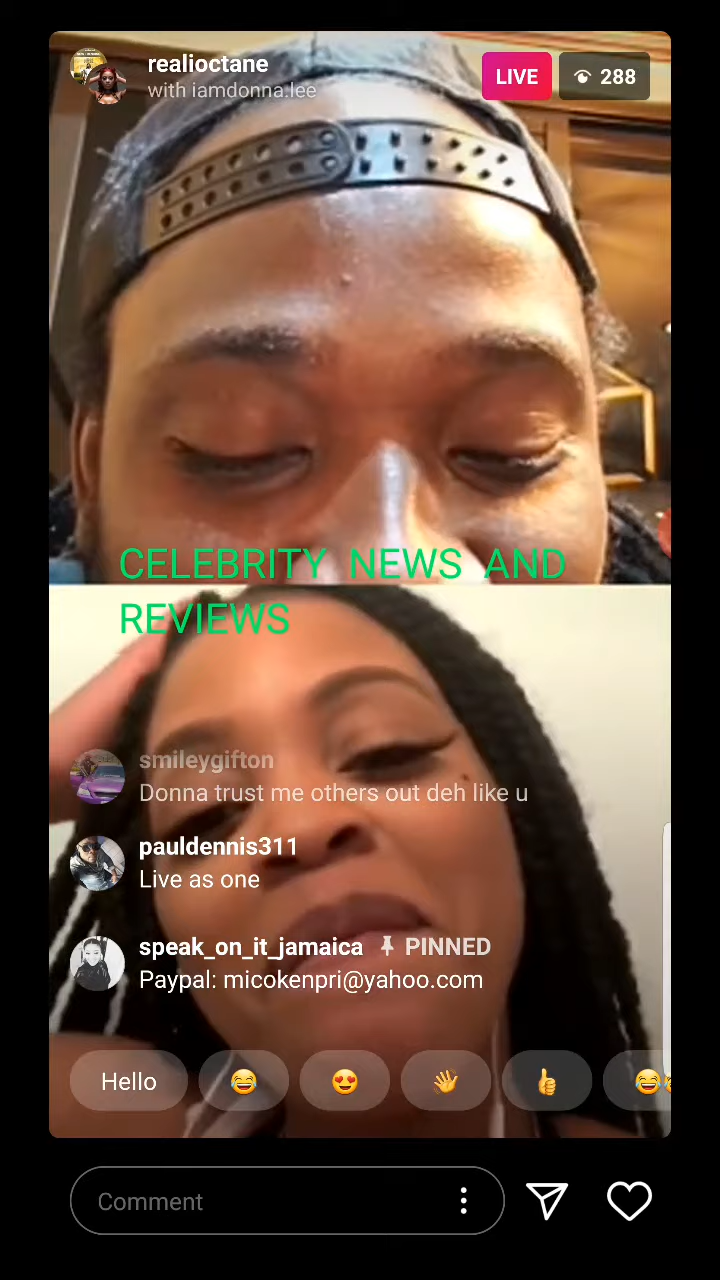 realioctane
with iamdonna.lee
LIVE
288
CELEBRITY NEWS AND
REVIEWS
smileygifton
Donna trust me others out deh like u
pauldennis311
Live as one
speak_on_it_jamaica PINNED
Paypal: micokenpri@yahoo.com
Hello
Comment